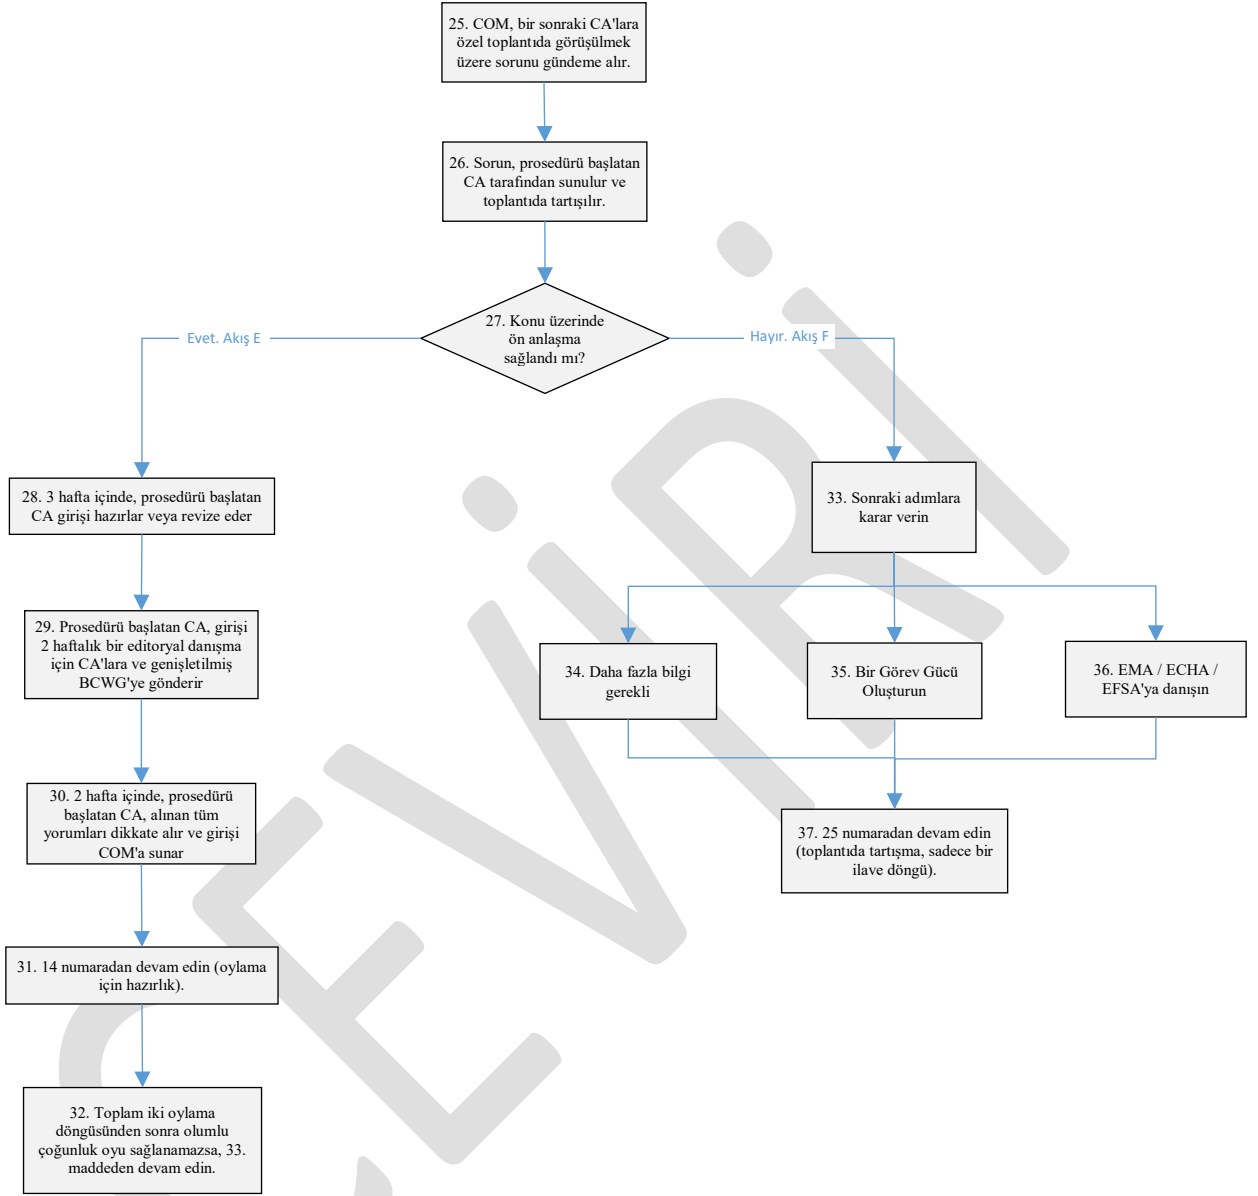 25. COM, bir sonraki CA'lara
özel toplantıda görüşülmek
üzere sorunu gündeme alır.
26. Sorun, prosedürü başlatan
CA tarafından sunulur ve
toplantıda tartışılır.
27. Konu üzerinde
ön anlaşma
sağlandı mı?
Evet. Akış E
Hayır. Akış F
28. 3 hafta içinde, prosedürü başlatan
CA girişi hazırlar veya revize eder
29. Prosedürü başlatan CA, girişi
2 haftalık bir editoryal danışma
için CA'lara ve genişletilmiş
BCWG'ye gönderir
30. 2 hafta içinde, prosedürü
başlatan CA, alınan tüm
yorumları dikkate alır ve girişi
COM'a sunar
31. 14 numaradan devam edin (oylama
için hazırlık).
32. Toplam iki oylama
döngüsünden sonra olumlu
çoğunluk oyu sağlanamazsa, 33.
maddeden devam edin.
33. Sonraki adımlara
karar verin
34. Daha fazla bilgi
gerekli
35. Bir Görev Gücü
Oluşturun
36. EMA / ECHA /
EFSA'ya danışın
37. 25 numaradan devam edin
(toplantıda tartışma, sadece bir
ilave döngü).
ÇEVİRİ